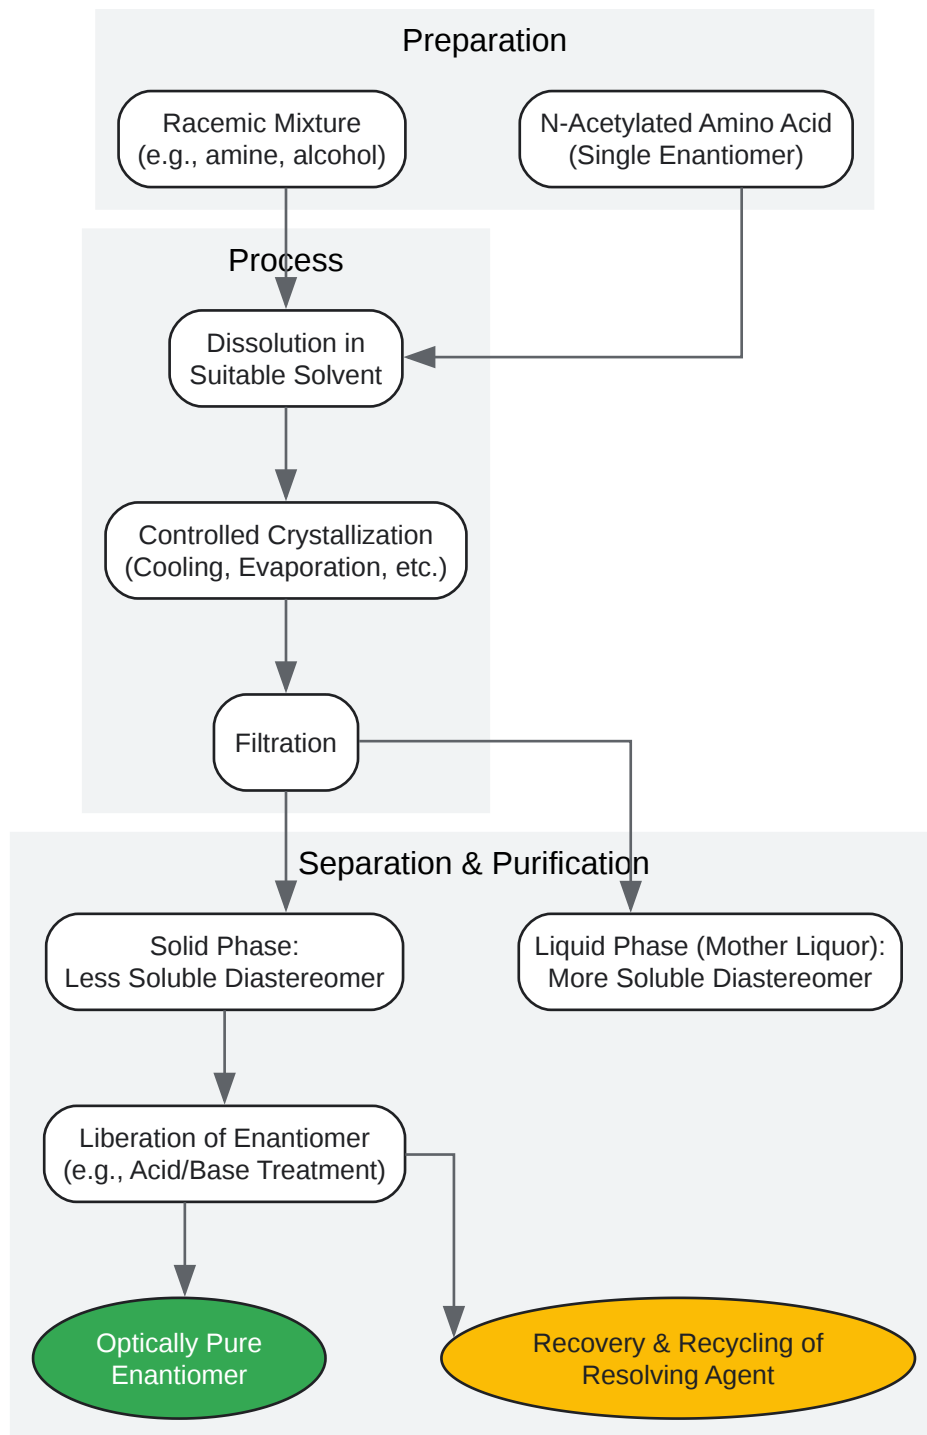 Preparation
Racemic Mixture
(e.g., amine, alcohol)
N-Acetylated Amino Acid
(Single Enantiomer)
Process
Dissolution in
Suitable Solvent
Controlled Crystallization
(Cooling, Evaporation, etc.)
Filtration
Separation & Purification
Solid Phase:
Less Soluble Diastereomer
Liquid Phase (Mother Liquor):
More Soluble Diastereomer
Liberation of Enantiomer
(e.g., Acid/Base Treatment)
Optically Pure
Enantiomer
Recovery & Recycling of
Resolving Agent